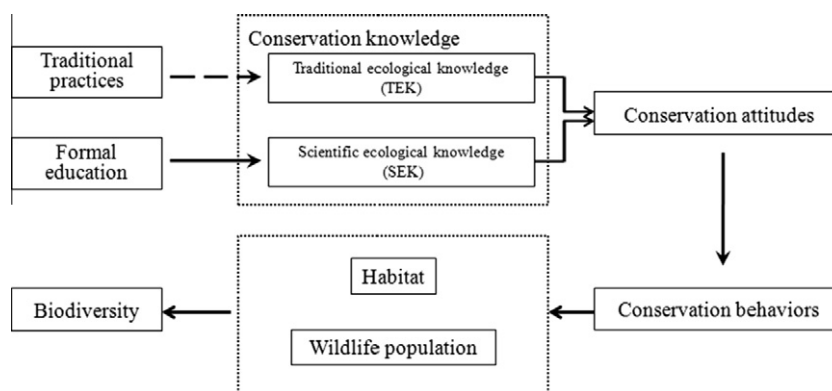 Conservation knowledge
Traditional
practices
Traditional ecological knowledge
(TEK)
Conservation attitudes
Formal
education
Scientific ecological knowledge
(SEK)
Habitat
Biodiversity
Conservation behaviors
Wildlife population